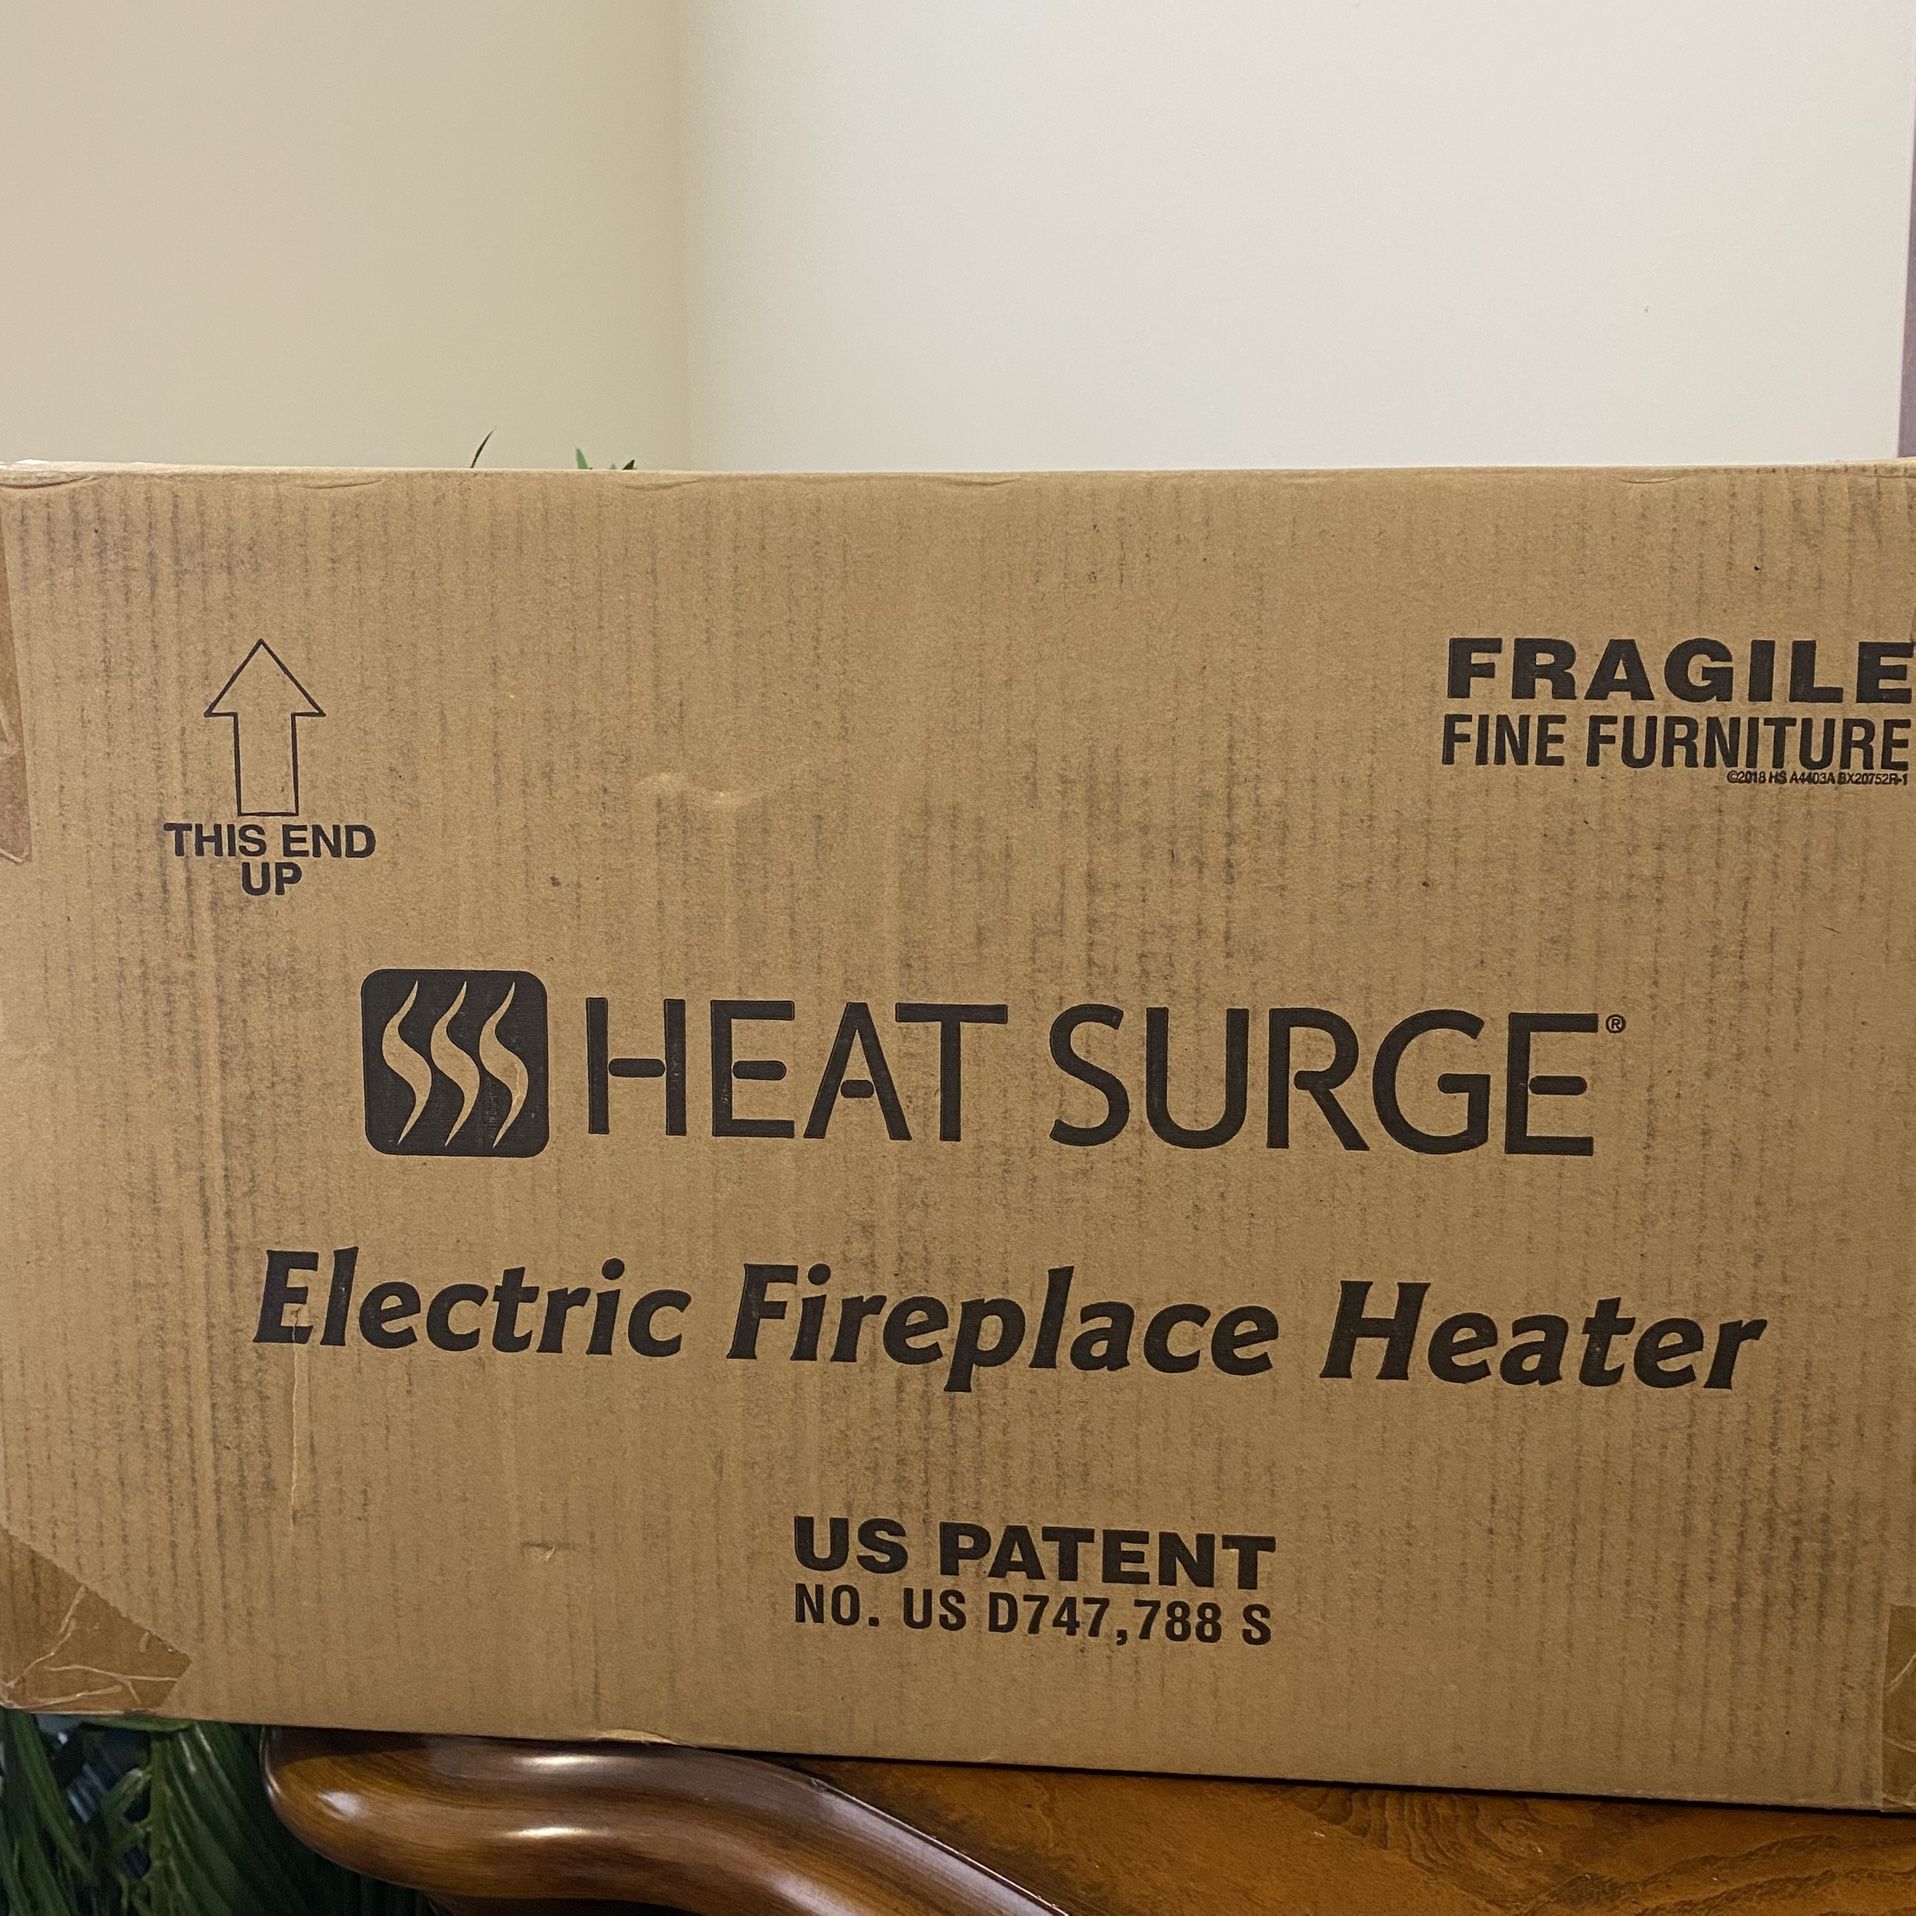 FRAGILE
FINE FURNITURE
©2018 HS A4403A BX20752R-1
THIS END
UP
HEAT SURGE®
Electric Fireplace Heater
US PATENT
NO. US D747,788 S